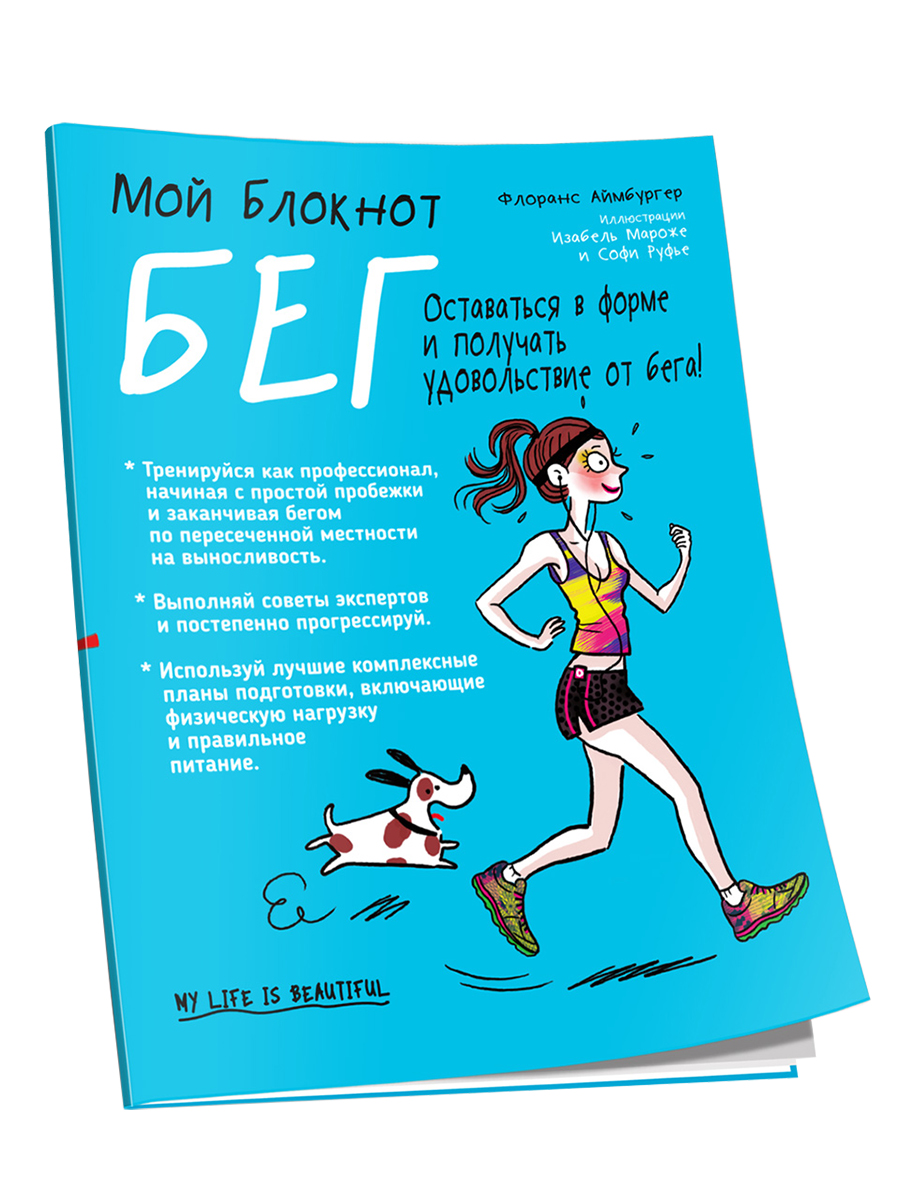 Мой блокнот
БЕГ
Флоранс Аймбургер
Иллюстрации
Изабель Мароже
и Софи Руфье
Оставаться в форме
и получать
удовольствие от бега!
* Тренируйся как профессионал,
начиная с простой пробежки
и заканчивая бегом
по пересеченной местности
на выносливость.
* Выполняй советы экспертов
и постепенно прогрессируй.
* Используй лучшие комплексные
планы подготовки, включающие
физическую нагрузку
и правильное
питание.
MY LIFE IS BEAUTIFUL